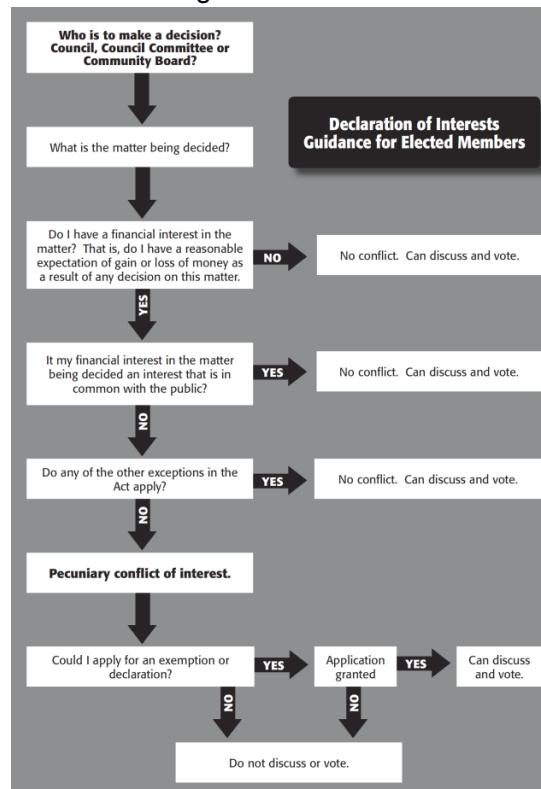 Who is to make a decision?
Council, Council Committee or
Community Board?
Declaration of Interests
Guidance for Elected Members
What is the matter being decided?
Do I have a financial interest in the
matter? That is, do I have a reasonable
expectation of gain or loss of money as
a result of any decision on this matter.
NO
No conflict. Can discuss and vote.
YES
It my financial interest in the matter
being decided an interest that is in
common with the public?
YES
No conflict. Can discuss and vote.
NO
Do any of the other exceptions in the
Act apply?
YES
No conflict. Can discuss and vote.
NO
Pecuniary conflict of interest.
Could I apply for an exemption or
declaration?
YES
Application
granted
YES
Can discuss
and vote.
NO
NO
Do not discuss or vote.